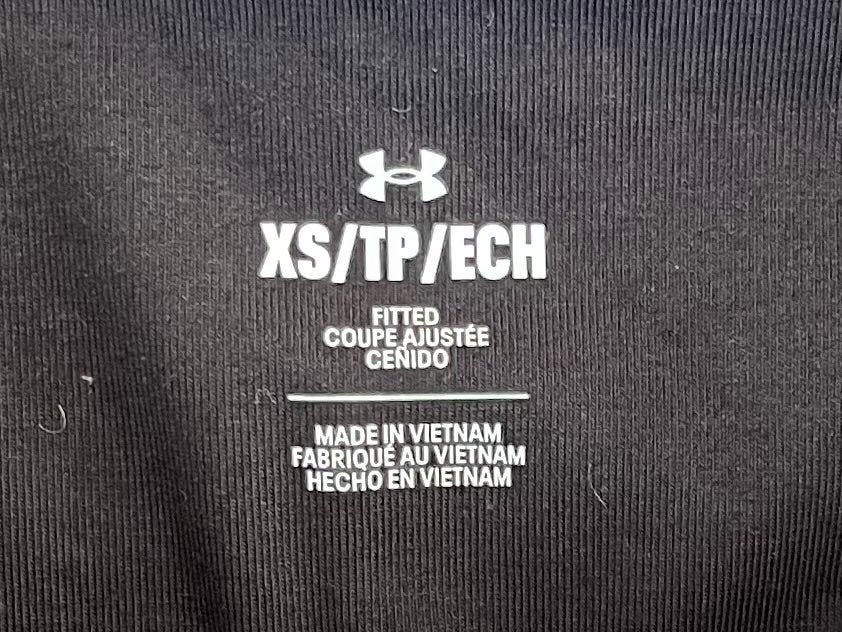 XS/TP/ECH
FITTED
COUPE AJUSTÉE
CEÑIDO
MADE IN VIETNAM
FABRIQUÉ AU VIETNAM
HECHO EN VIETNAM